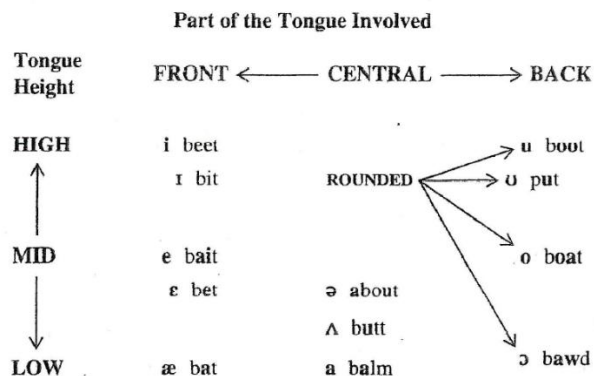 Part of the Tongue Involved
Tongue Height FRONT CENTRAL BACK
HIGH i beet u boot
ɪ bit ROUNDED ʊ put
MID e bait o boat
ɛ bet ə about
ʌ butt
LOW æ bat a balm ɔ bawd